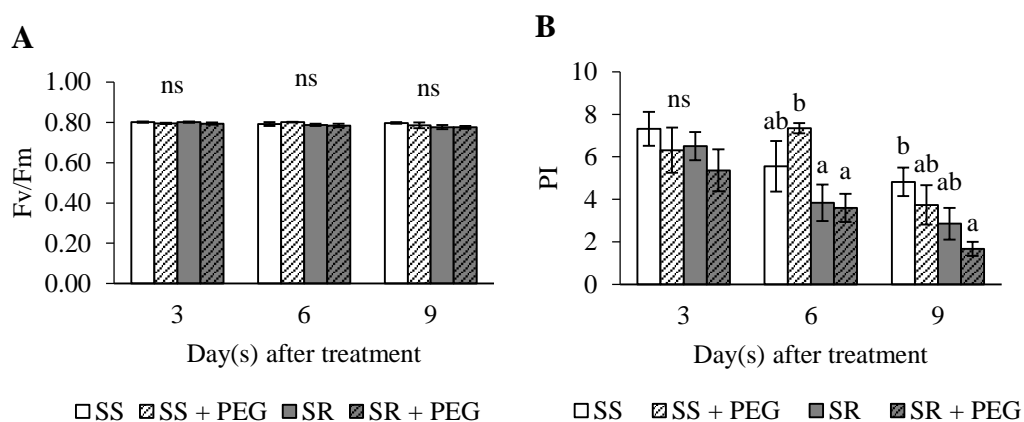 A
Fv/Fm
1.00
0.80
0.60
0.40
0.20
0.00
ns
ns
ns
3 6 9
Day(s) after treatment
SS SS + PEG SR SR + PEG
B
PI
10
8
6
4
2
0
ns
ab
b
a
a
b
ab
ab
a
3 6 9
Day(s) after treatment
SS SS + PEG SR SR + PEG